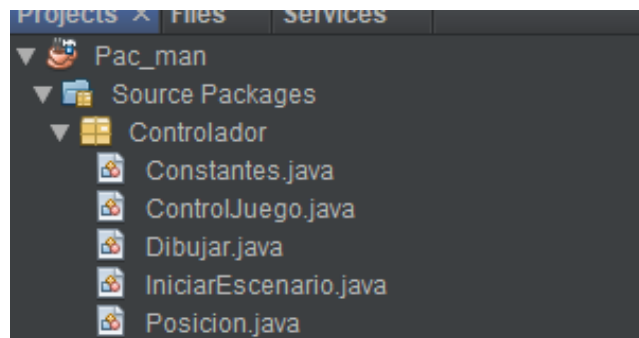 Projects × Files Services
Pac_man
Source Packages
Controlador
Constantes.java
ControlJuego.java
Dibujar.java
IniciarEscenario.java
Posicion.java